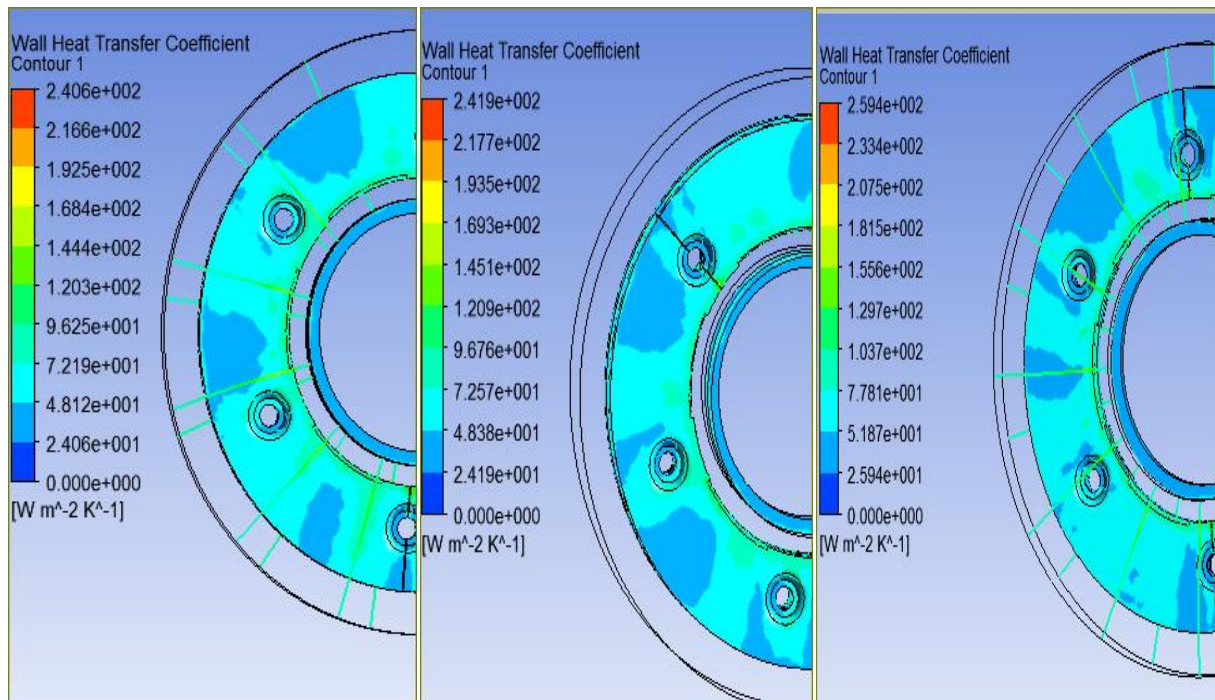 Wall Heat Transfer Coefficient
Contour 1
2.406e+002
2.166e+002
1.925e+002
1.684e+002
1.444e+002
1.203e+002
9.625e+001
7.219e+001
4.812e+001
2.406e+001
0.000e+000
[W m^-2 K^-1]
Wall Heat Transfer Coefficient
Contour 1
2.419e+002
2.177e+002
1.935e+002
1.693e+002
1.451e+002
1.209e+002
9.676e+001
7.257e+001
4.838e+001
2.419e+001
0.000e+000
[W m^-2 K^-1]
Wall Heat Transfer Coefficient
Contour 1
2.594e+002
2.334e+002
2.075e+002
1.815e+002
1.556e+002
1.297e+002
1.037e+002
7.781e+001
5.187e+001
2.594e+001
0.000e+000
[W m^-2 K^-1]